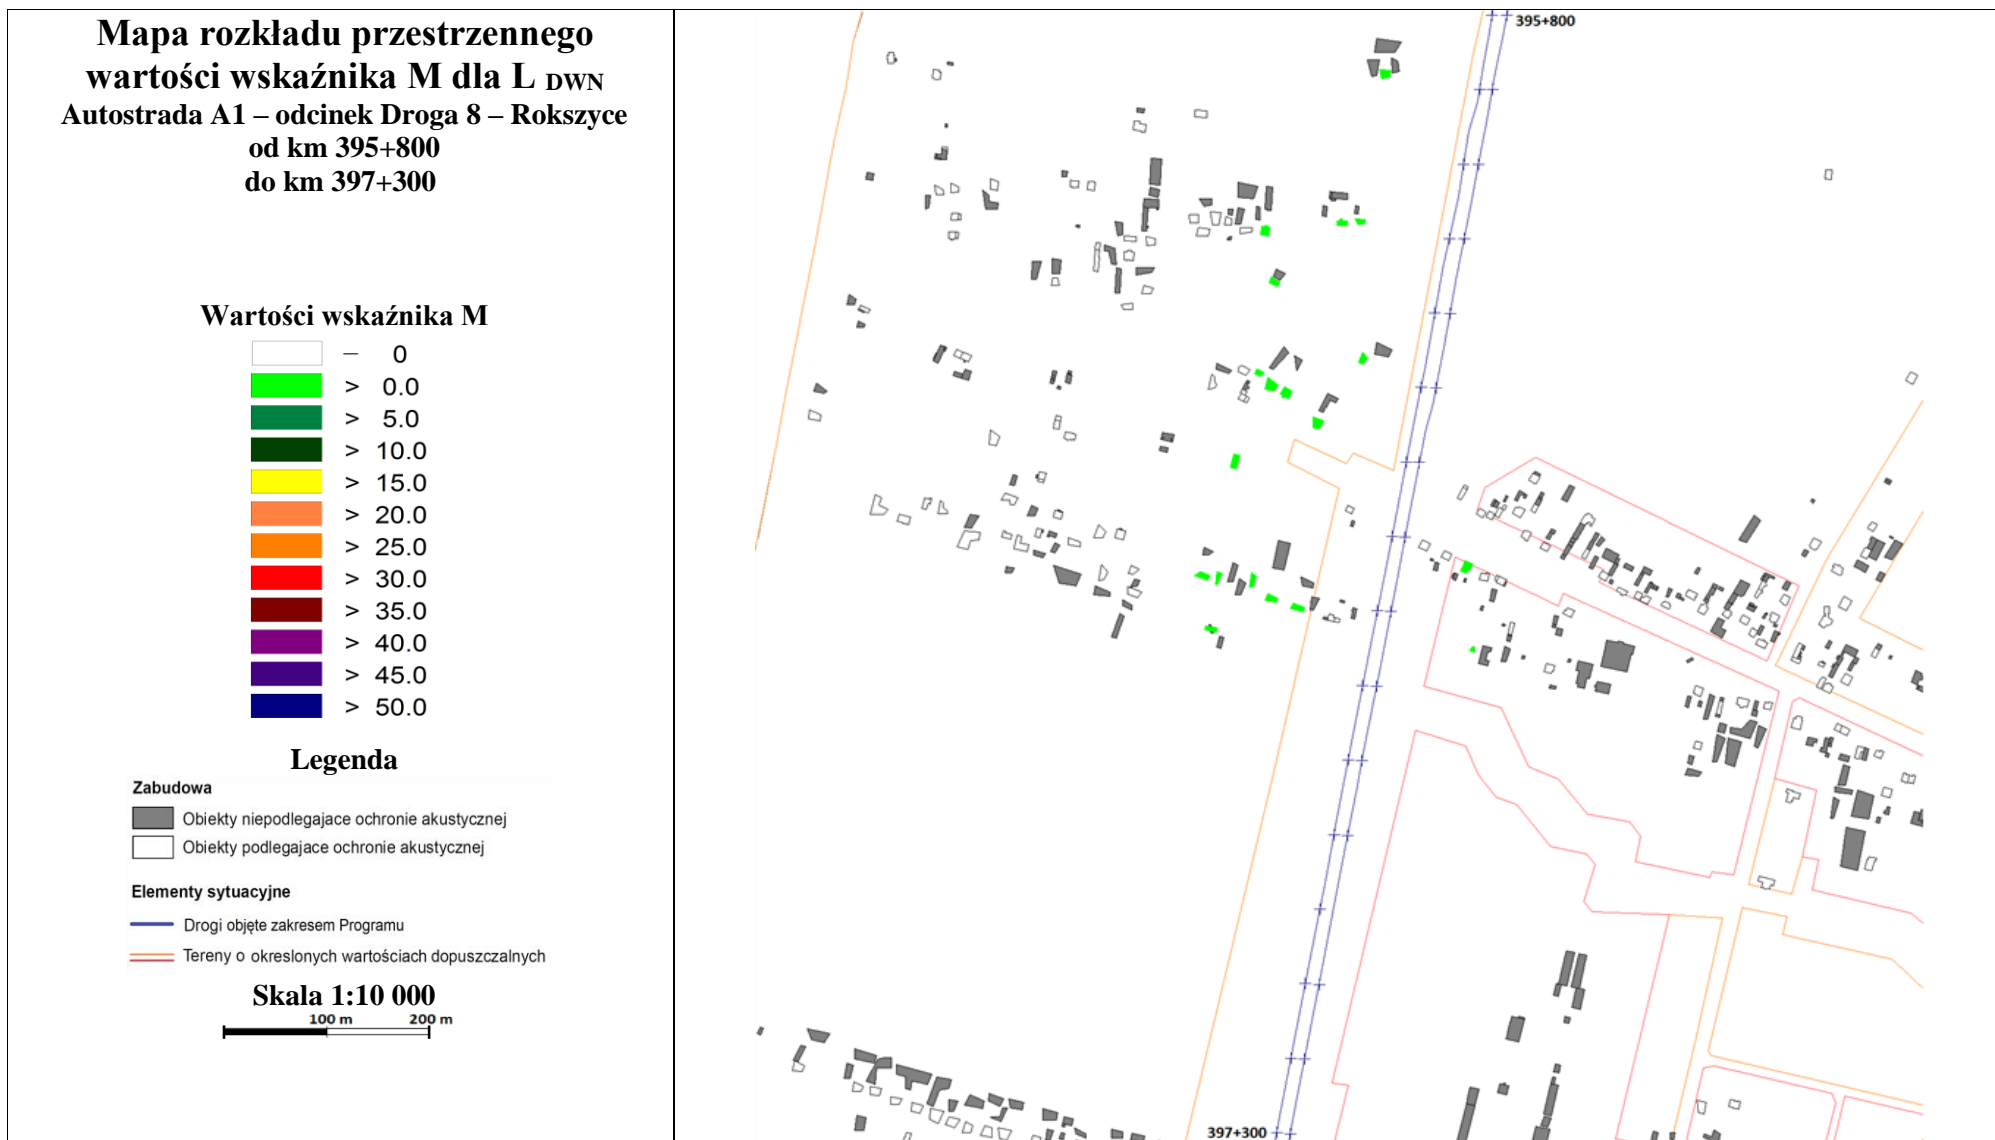 Mapa rozkładu przestrzennego
wartości wskaźnika M dla L DWN
Autostrada A1 – odcinek Droga 8 – Rokszyce
od km 395+800
do km 397+300
Wartości wskaźnika M
– 0
> 0.0
> 5.0
> 10.0
> 15.0
> 20.0
> 25.0
> 30.0
> 35.0
> 40.0
> 45.0
> 50.0
Legenda
Zabudowa
Obiekty niepodlegajace ochronie akustycznej
Obiekty podlegajace ochronie akustycznej
Elementy sytuacyjne
Drogi objęte zakresem Programu
Tereny o okreslonych wartościach dopuszczalnych
Skala 1:10 000
100 m 200 m
395+800
397+300